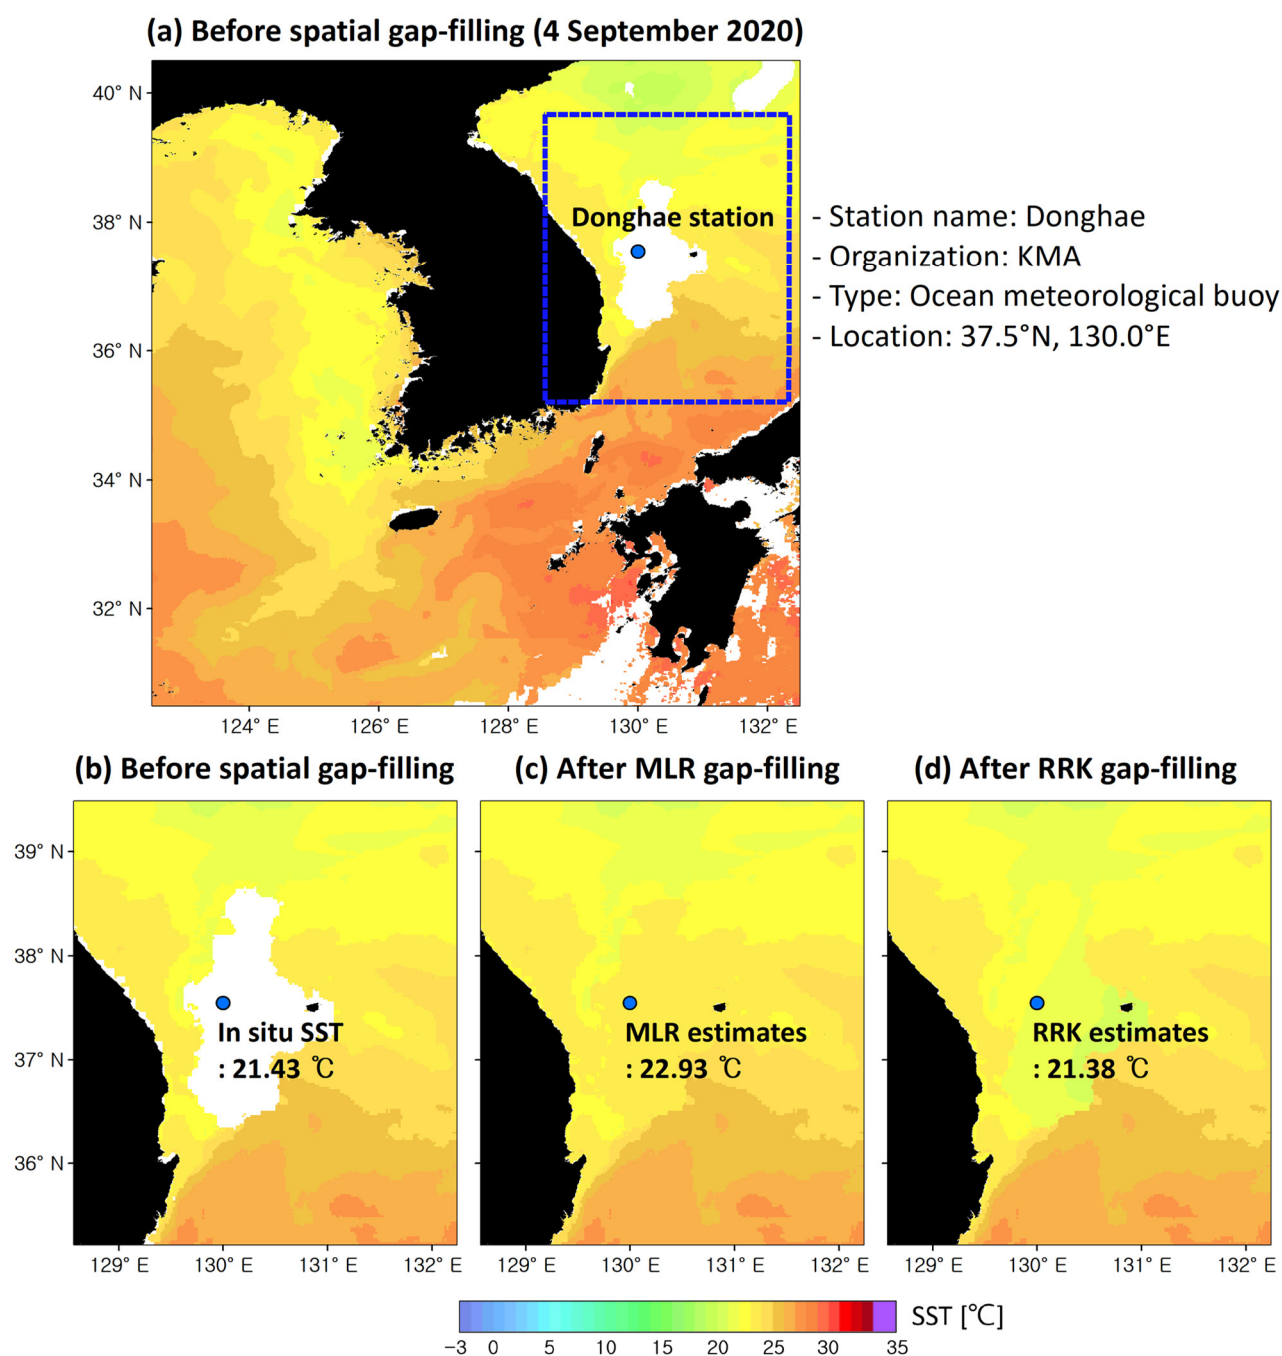 (a) Before spatial gap-filling (4 September 2020)
40° N
38° N
36° N
34° N
32° N
124° E
126° E
128° E
130° E
132° E
Donghae station
- Station name: Donghae
- Organization: KMA
- Type: Ocean meteorological buoy
- Location: 37.5°N, 130.0°E
(b) Before spatial gap-filling
39° N
38° N
37° N
36° N
In situ SST
: 21.43 ℃
129° E
130° E
131° E
132° E
(c) After MLR gap-filling
MLR estimates
: 22.93 ℃
129° E
130° E
131° E
132° E
(d) After RRK gap-filling
RRK estimates
: 21.38 ℃
129° E
130° E
131° E
132° E
SST [℃]
−3 0 5 10 15 20 25 30 35